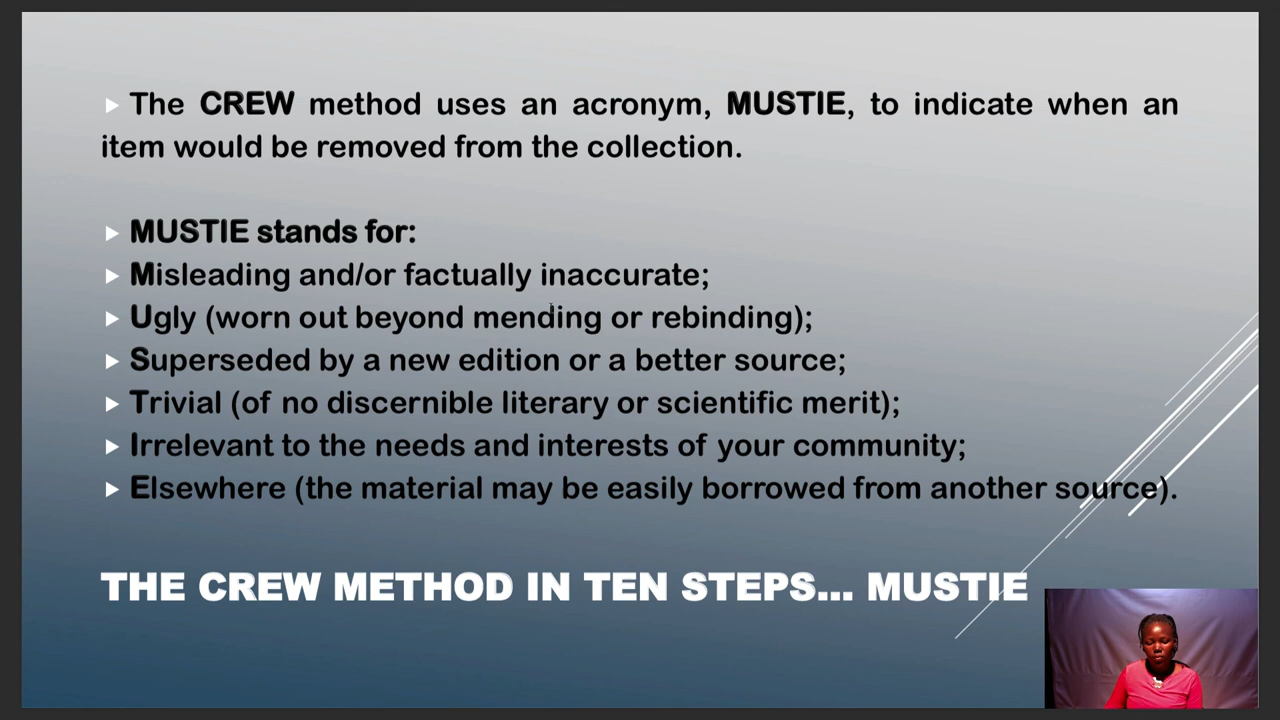 The CREW method uses an acronym, MUSTIE, to indicate when an
item would be removed from the collection.
MUSTIE stands for:
Misleading and/or factually inaccurate;
Ugly (worn out beyond mending or rebinding);
Superseded by a new edition or a better source;
Trivial (of no discernible literary or scientific merit);
Irrelevant to the needs and interests of your community;
Elsewhere (the material may be easily borrowed from another source).
THE CREW METHOD IN TEN STEPS... MUSTIE